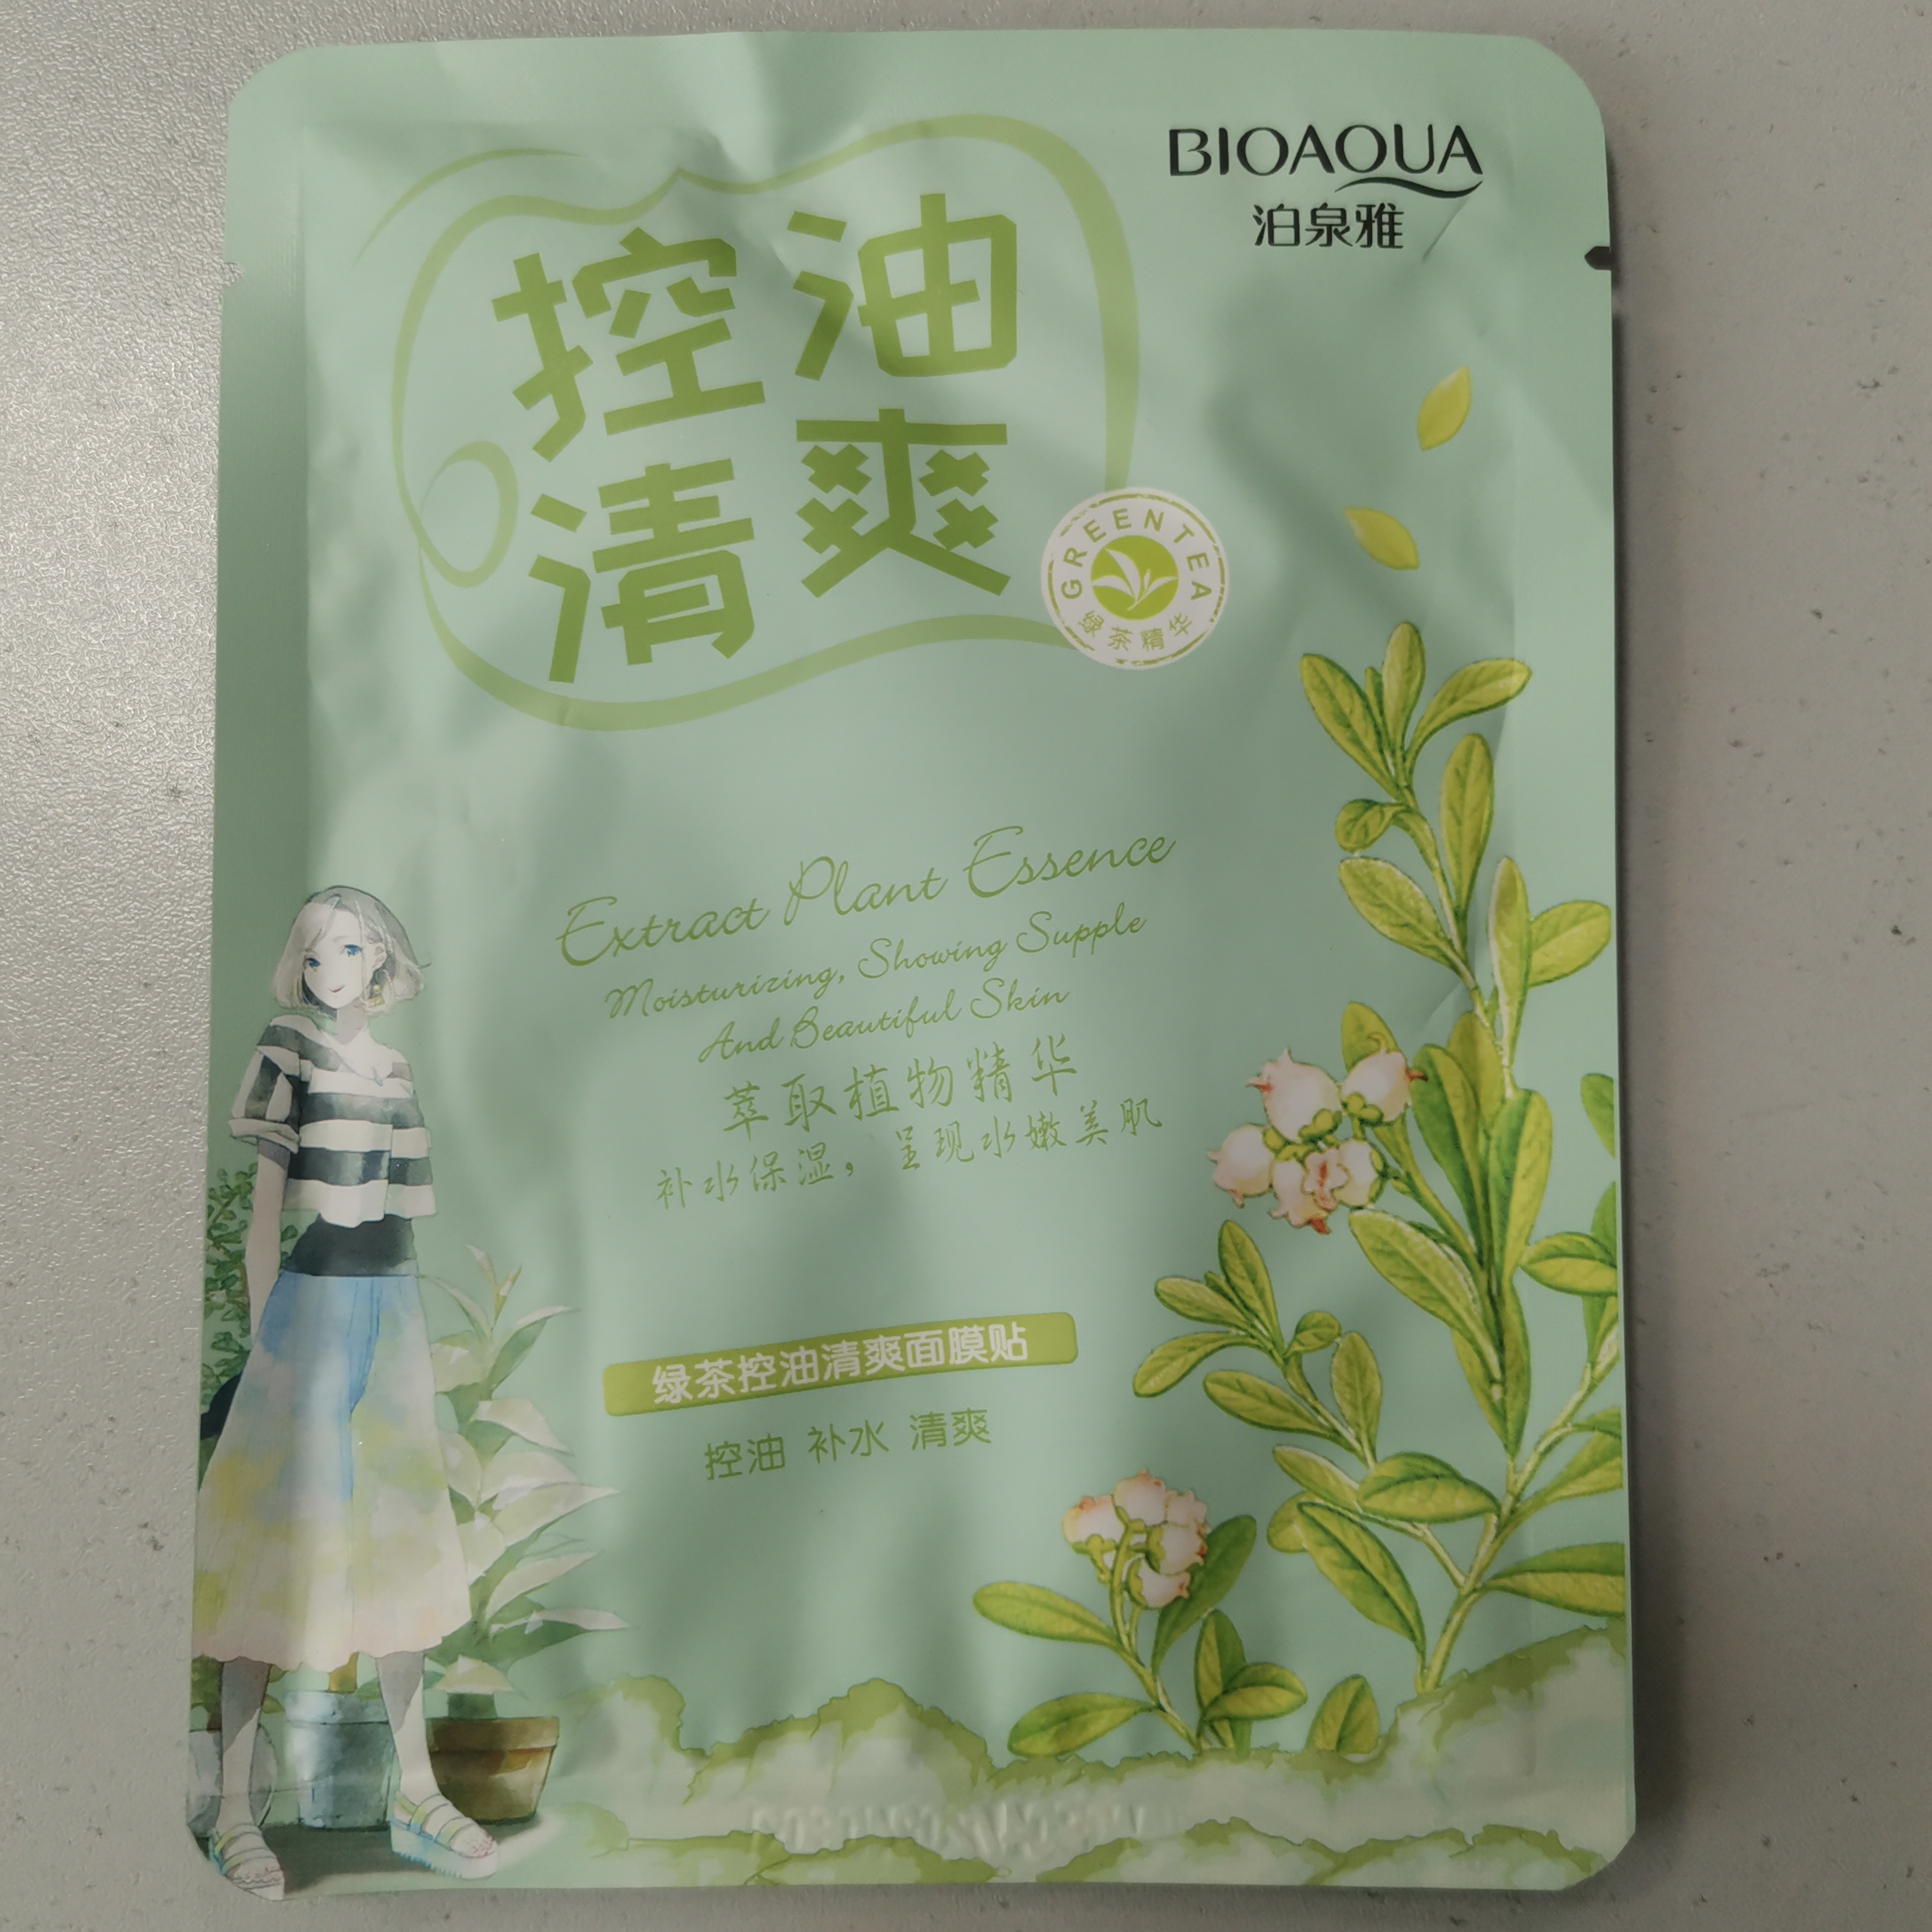 BIOAQUA
泊泉雅
控油
清爽
GREEN TEA
绿茶精华
Extract Plant Essence
Moisturizing, Showing Supple
And Beautiful Skin
萃取植物精华
补水保湿，呈现水嫩美肌
绿茶控油清爽面膜贴
控油 补水 清爽